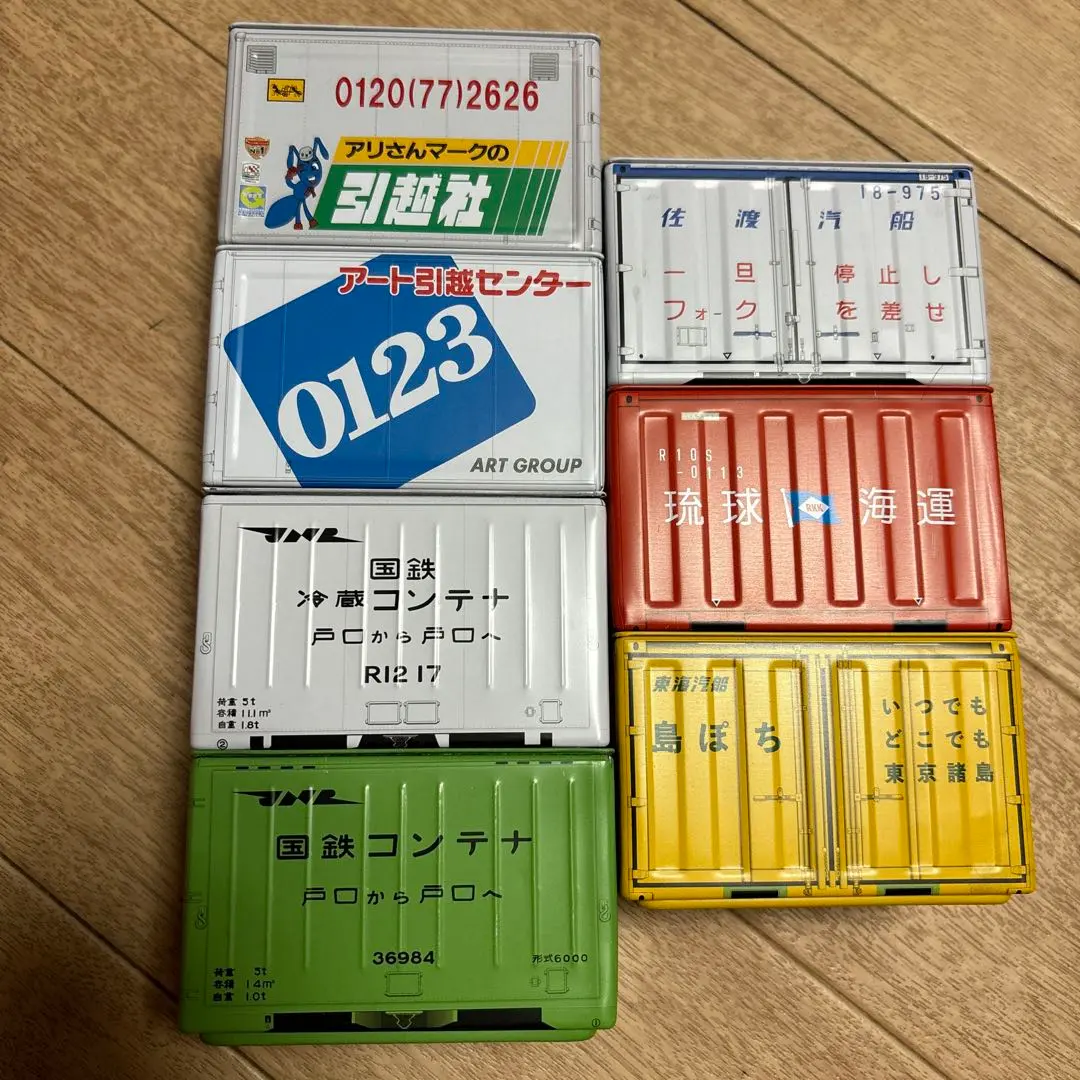 0120(77)2626
アリさんマークの
引越社
アート引越センター
0123
ART GROUP
JNR
国鉄
冷蔵コンテナ
戸口から戸口へ
R12 17
荷重 5t
容積 11.1m³
自重 1.8t
②
JNR
国鉄コンテナ
戸口から戸口へ
36984
形式6000
荷重 5t
容積 14m³
自重 1.0t
18-975
18-975
佐渡汽船
一旦停止し
フォークを差せ
R10S
-0113
琉球 RKK 海運
東海汽船
島ぽち
いつでも
どこでも
東京諸島